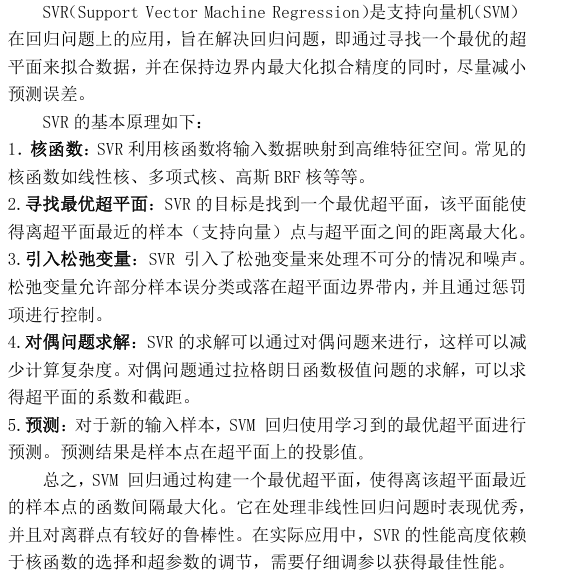 SVR(Support Vector Machine Regression)是支持向量机(SVM)
在回归问题上的应用，旨在解决回归问题，即通过寻找一个最优的超
平面来拟合数据，并在保持边界内最大化拟合精度的同时，尽量减小
预测误差。
SVR 的基本原理如下：
1. 核函数：SVR 利用核函数将输入数据映射到高维特征空间。常见的
核函数如线性核、多项式核、高斯 BRF 核等等。
2.寻找最优超平面：SVR 的目标是找到一个最优超平面，该平面能使
得离超平面最近的样本（支持向量）点与超平面之间的距离最大化。
3.引入松弛变量：SVR 引入了松弛变量来处理不可分的情况和噪声。
松弛变量允许部分样本误分类或落在超平面边界带内，并且通过惩罚
项进行控制。
4.对偶问题求解：SVR 的求解可以通过对偶问题来进行，这样可以减
少计算复杂度。对偶问题通过拉格朗日函数极值问题的求解，可以求
得超平面的系数和截距。
5.预测：对于新的输入样本，SVM 回归使用学习到的最优超平面进行
预测。预测结果是样本点在超平面上的投影值。
总之，SVM 回归通过构建一个最优超平面，使得离该超平面最近
的样本点的函数间隔最大化。它在处理非线性回归问题时表现优秀，
并且对离群点有较好的鲁棒性。在实际应用中，SVR 的性能高度依赖
于核函数的选择和超参数的调节，需要仔细调参以获得最佳性能。